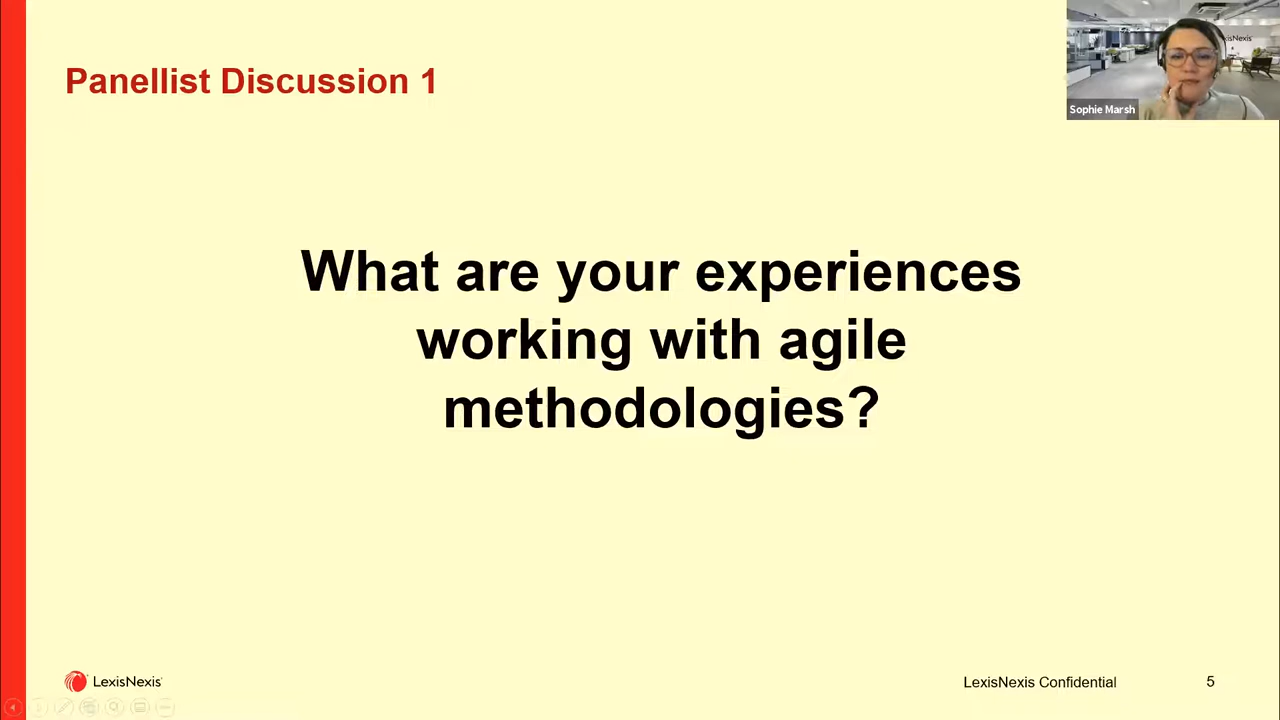 Panellist Discussion 1
Sophie Marsh
What are your experiences
working with agile
methodologies?
LexisNexis
LexisNexis Confidential
5